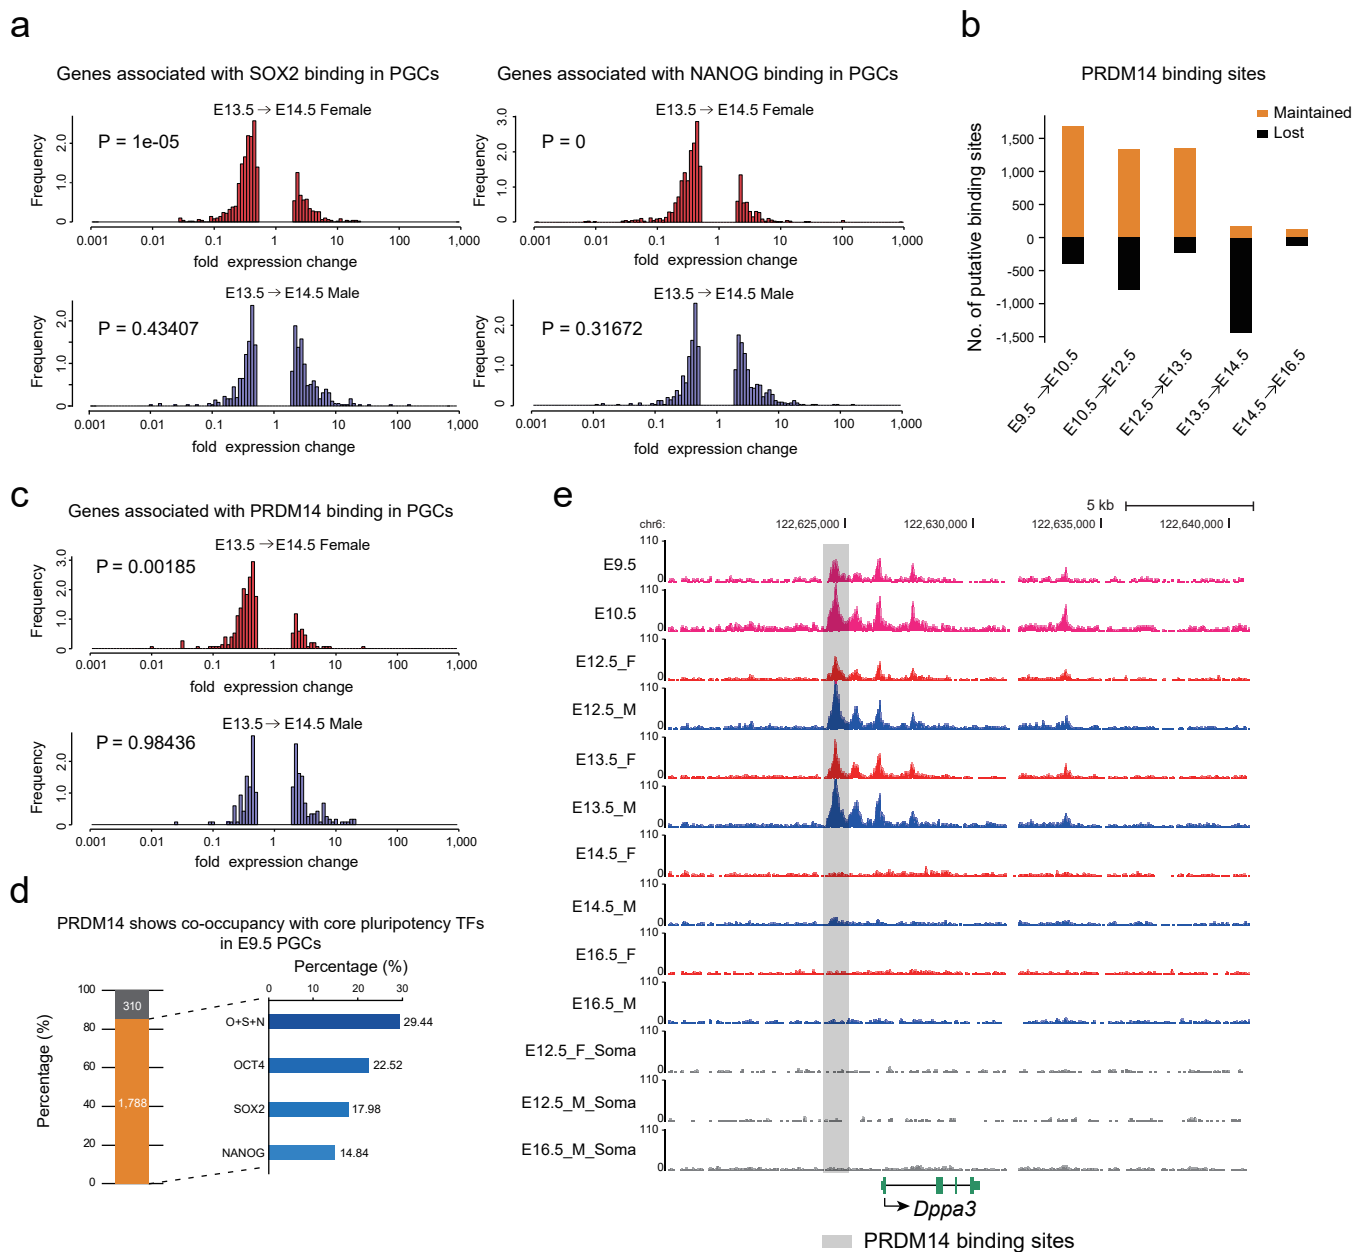 a
Genes associated with SOX2 binding in PGCs
E13.5→E14.5 Female
P = 1e-05
Frequency
2.0
1.0
0
0.001 0.01 0.1 1 10 100 1,000
fold expression change
E13.5→E14.5 Male
P = 0.43407
Frequency
2.0
1.0
0
0.001 0.01 0.1 1 10 100 1,000
fold expression change
Genes associated with NANOG binding in PGCs
E13.5→E14.5 Female
P = 0
Frequency
3.0
2.0
1.0
0
0.001 0.01 0.1 1 10 100 1,000
fold expression change
E13.5→E14.5 Male
P = 0.31672
Frequency
2.0
1.0
0
0.001 0.01 0.1 1 10 100 1,000
fold expression change
b
PRDM14 binding sites
Maintained
Lost
No. of putative binding sites
1,500
1,000
500
0
-500
-1,000
-1,500
E9.5 →E10.5
E10.5 →E12.5
E12.5 →E13.5
E13.5 →E14.5
E14.5 →E16.5
c
Genes associated with PRDM14 binding in PGCs
E13.5→E14.5 Female
P = 0.00185
Frequency
3.0
2.0
1.0
0
0.001 0.01 0.1 1 10 100 1,000
fold expression change
E13.5→E14.5 Male
P = 0.98436
Frequency
2.0
1.0
0
0.001 0.01 0.1 1 10 100 1,000
fold expression change
d
PRDM14 shows co-occupancy with core pluripotency TFs
in E9.5 PGCs
Percentage (%)
0 10 20 30
Percentage (%)
100
80
60
40
20
0
310
1,788
O+S+N 29.44
OCT4 22.52
SOX2 17.98
NANOG 14.84
e
5 kb
chr6: 122,625,000 122,630,000 122,635,000 122,640,000
110
E9.5
0
110
E10.5
0
110
E12.5_F
0
110
E12.5_M
0
110
E13.5_F
0
110
E13.5_M
0
110
E14.5_F
0
110
E14.5_M
0
110
E16.5_F
0
110
E16.5_M
0
110
E12.5_F_Soma
0
110
E12.5_M_Soma
0
110
E16.5_M_Soma
0
Dppa3
PRDM14 binding sites